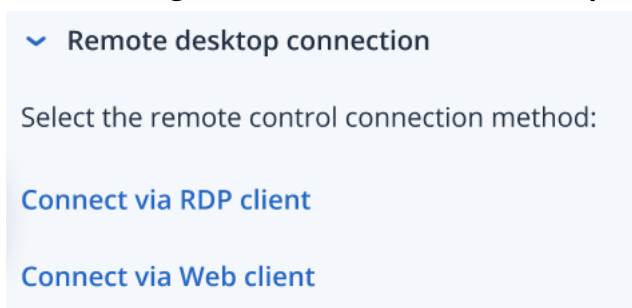 Remote desktop connection
Select the remote control connection method:
Connect via RDP client
Connect via Web client